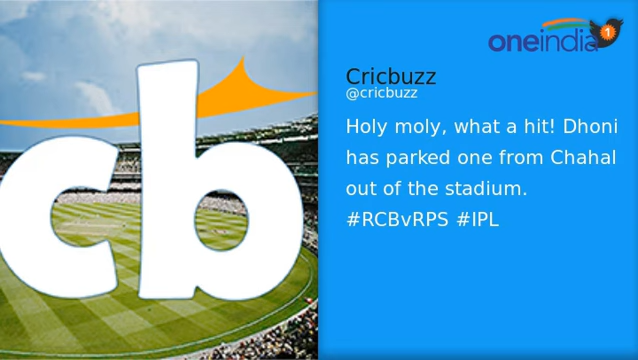 cb
oneindia
1
Cricbuzz
@cricbuzz
Holy moly, what a hit! Dhoni
has parked one from Chahal
out of the stadium.
#RCBvRPS #IPL